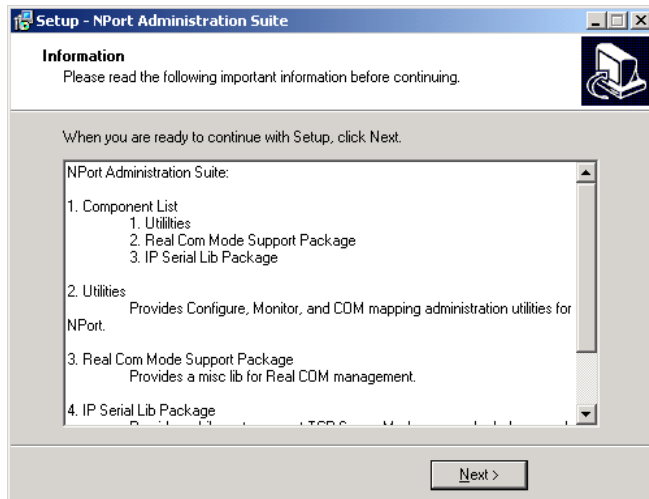 Setup - NPort Administration Suite
Information
Please read the following important information before continuing.
When you are ready to continue with Setup, click Next.
NPort Administration Suite:
1. Component List
1. Utililties
2. Real Com Mode Support Package
3. IP Serial Lib Package
2. Utilities
Provides Configure, Monitor, and COM mapping administration utilities for
NPort.
3. Real Com Mode Support Package
Provides a misc lib for Real COM management.
4. IP Serial Lib Package
Next >